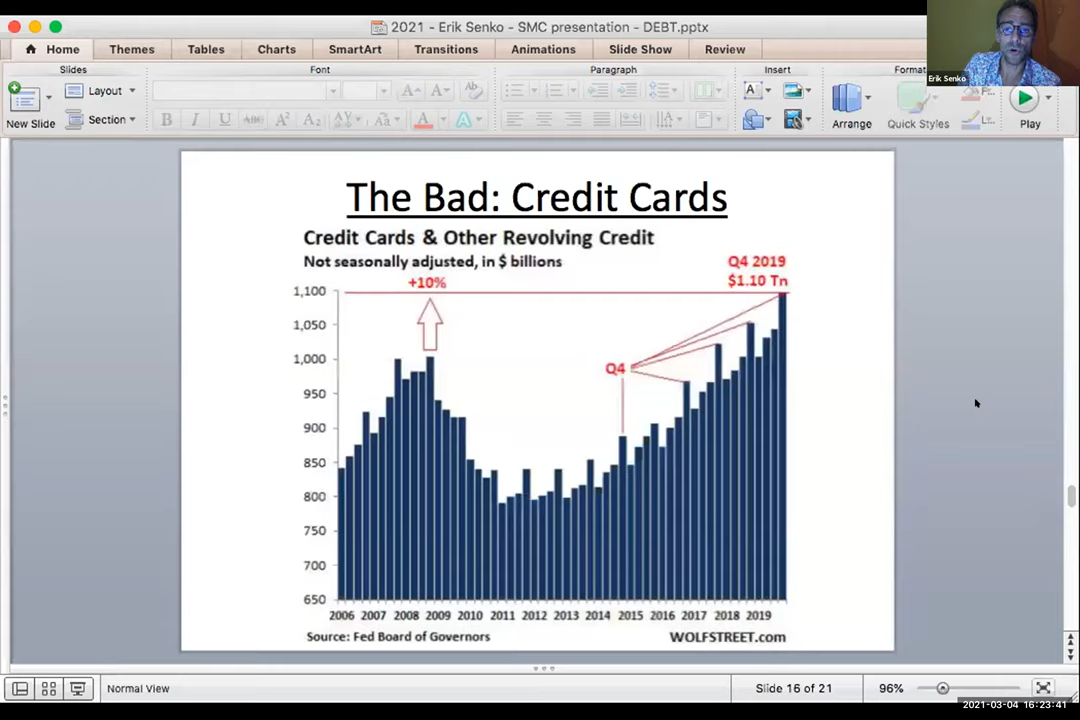 2021 - Erik Senko - SMC presentation - DEBT.pptx
Home Themes Tables Charts SmartArt Transitions Animations Slide Show Review
Slides Font Paragraph Insert Format
New Slide Layout Section Arrange Quick Styles Play
Erik Senko
The Bad: Credit Cards
Credit Cards & Other Revolving Credit
Not seasonally adjusted, in $ billions
Q4 2019
$1.10 Tn
+10%
1,100
1,050
1,000
950
900
850
800
750
700
650
Q4
2006 2007 2008 2009 2010 2011 2012 2013 2014 2015 2016 2017 2018 2019
Source: Fed Board of Governors WOLFSTREET.com
Normal View Slide 16 of 21 96%
2021-03-04 16:23:41